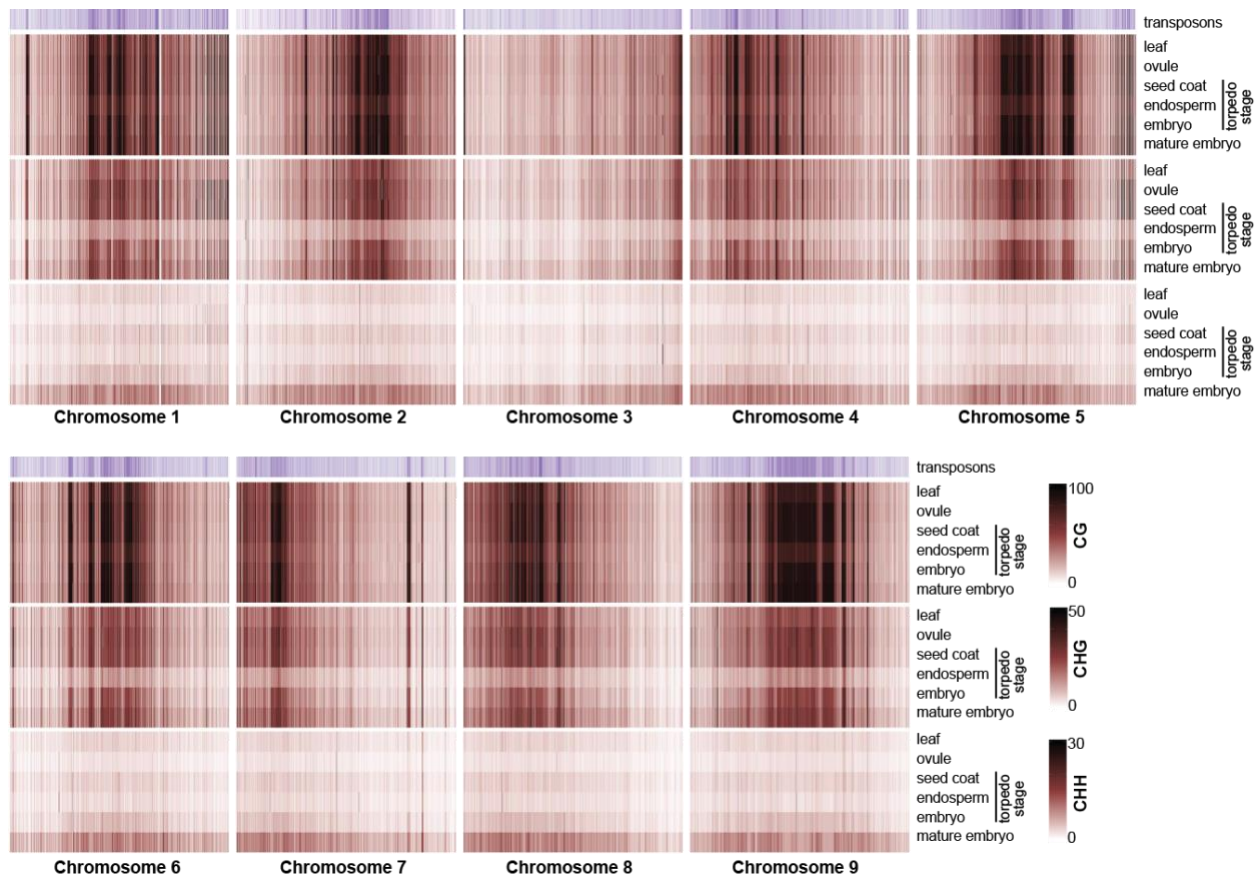 transposons
leaf
ovule
seed coat
endosperm
embryo
mature embryo
torpedo
stage
leaf
ovule
seed coat
endosperm
embryo
mature embryo
torpedo
stage
leaf
ovule
seed coat
endosperm
embryo
mature embryo
torpedo
stage
Chromosome 1
Chromosome 2
Chromosome 3
Chromosome 4
Chromosome 5
transposons
leaf
ovule
seed coat
endosperm
embryo
mature embryo
torpedo
stage
100
CG
0
leaf
ovule
seed coat
endosperm
embryo
mature embryo
torpedo
stage
50
CHG
0
leaf
ovule
seed coat
endosperm
embryo
mature embryo
torpedo
stage
30
CHH
0
Chromosome 6
Chromosome 7
Chromosome 8
Chromosome 9